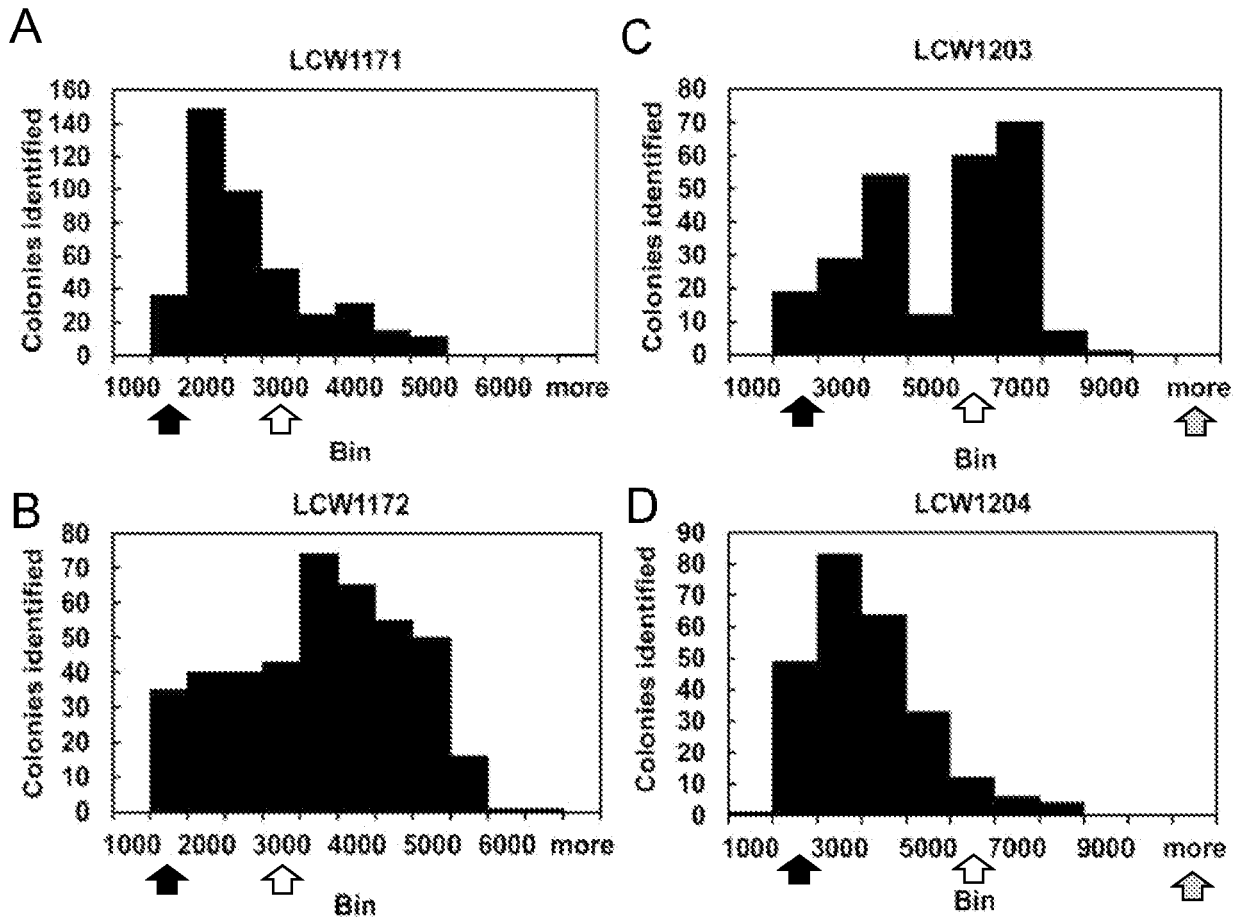 A
LCW1171
Colonies identified
160
140
120
100
80
60
40
20
0
1000 2000 3000 4000 5000 6000 more
Bin
B
LCW1172
Colonies identified
80
70
60
50
40
30
20
10
0
1000 2000 3000 4000 5000 6000 more
Bin
C
LCW1203
Colonies identified
80
70
60
50
40
30
20
10
0
1000 3000 5000 7000 9000 more
Bin
D
LCW1204
Colonies identified
90
80
70
60
50
40
30
20
10
0
1000 3000 5000 7000 9000 more
Bin